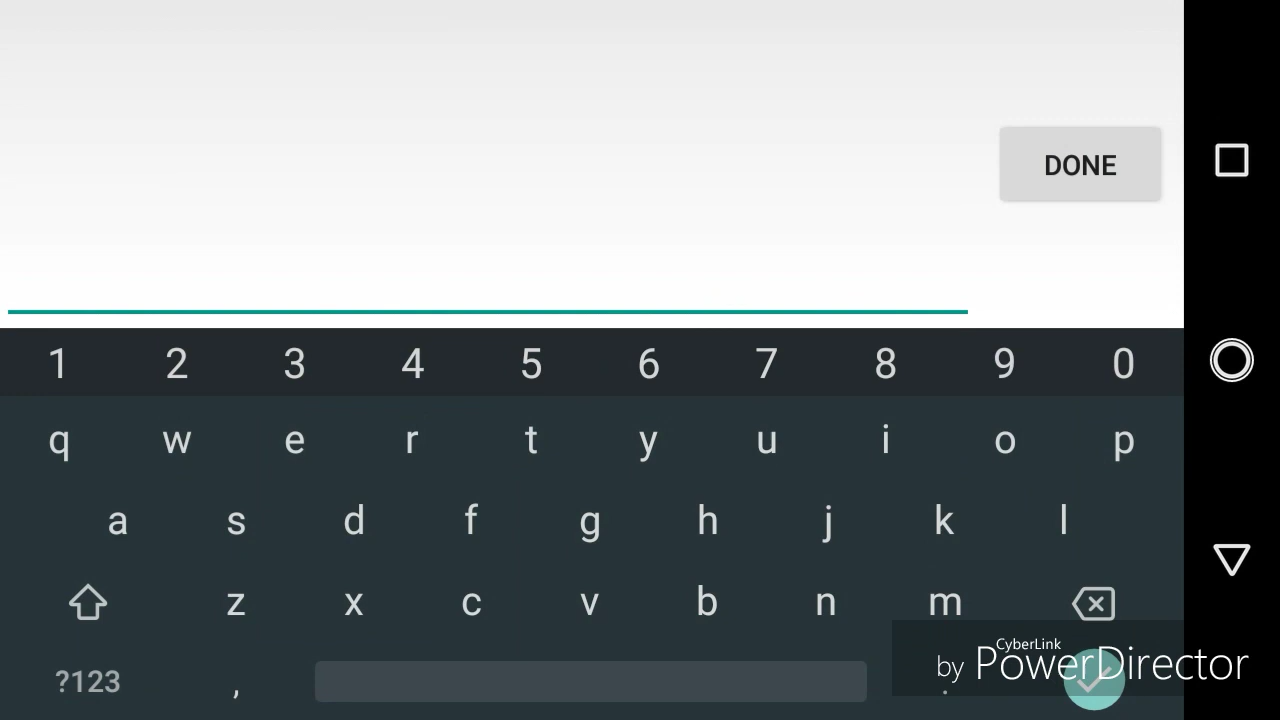 DONE
1 2 3 4 5 6 7 8 9 0
q w e r t y u i o p
a s d f g h j k l
z x c v b n m
?123 , .
CyberLink
by PowerDirector